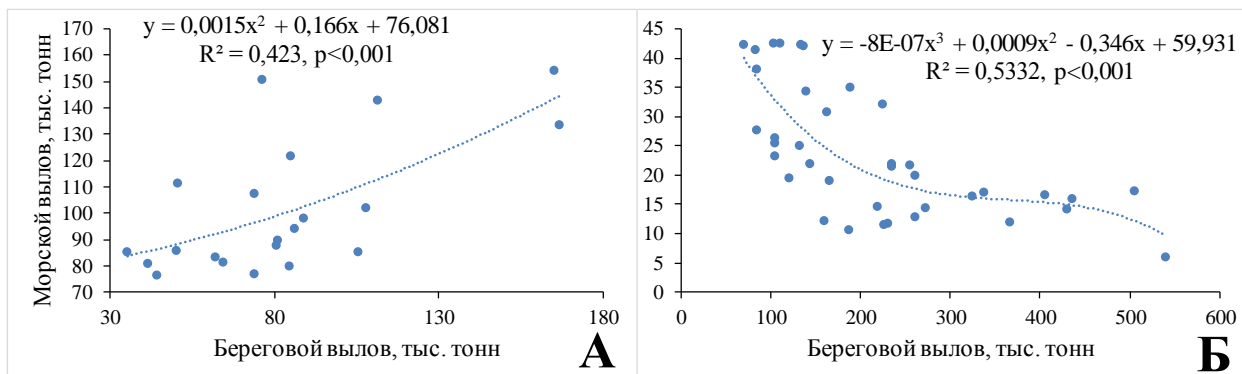 y = 0,0015x² + 0,166x + 76,081
R² = 0,423, p<0,001
Морской вылов, тыс. тонн
170
160
150
140
130
120
110
100
90
80
70
30 80 130 180
Береговой вылов, тыс. тонн
А
y = -8E-07x³ + 0,0009x² - 0,346x + 59,931
R² = 0,5332, p<0,001
45
40
35
30
25
20
15
10
5
0
0 100 200 300 400 500 600
Береговой вылов, тыс. тонн
Б